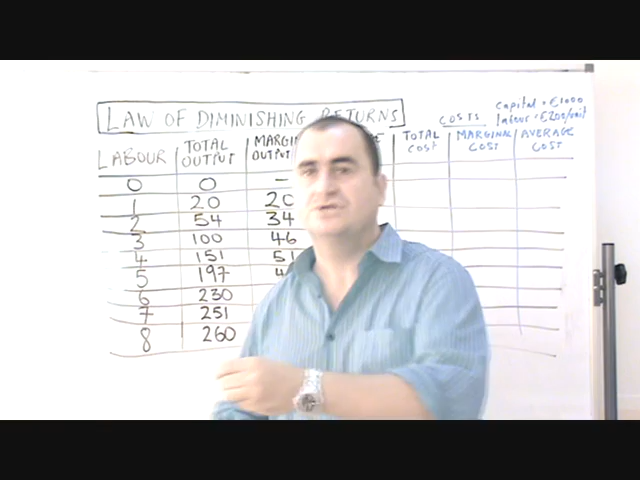 LAW OF DIMINISHING RETURNS
COSTS
capital = £1000
labour = £200/unit
LABOUR TOTAL OUTPUT OUTPUT TOTAL COST MARGINAL COST AVERAGE COST
0 0 —
1 20 20
2 54 34
3 100 46
4 151 51
5 197
6 230
7 251
8 260